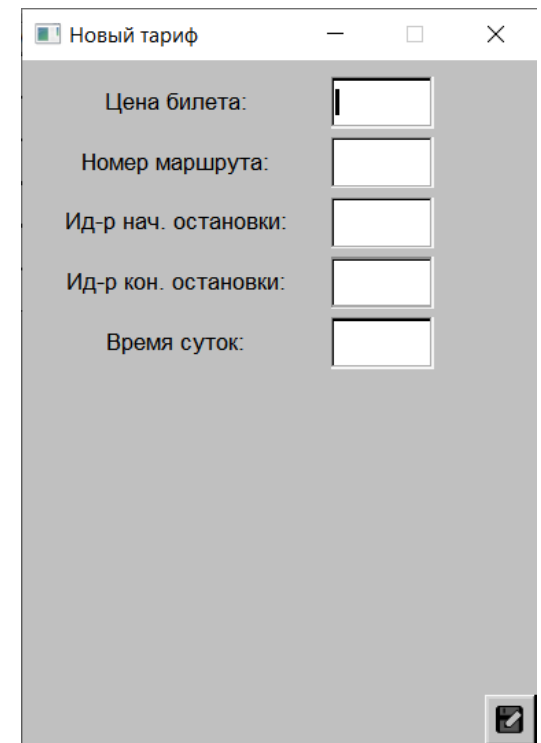 Новый тариф
Цена билета:
Номер маршрута:
Ид-р нач. остановки:
Ид-р кон. остановки:
Время суток: